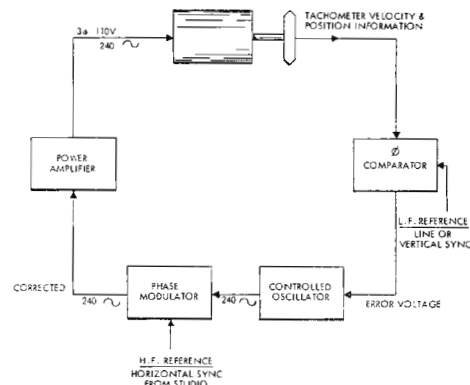 TACHOMETER VELOCITY &
POSITION INFORMATION
3ø 110V
240
POWER
AMPLIFIER
Ø
COMPARATOR
L.F. REFERENCE
LINE OR
VERTICAL SYNC
CORRECTED
240
PHASE
MODULATOR
240
CONTROLLED
OSCILLATOR
ERROR VOLTAGE
H.F. REFERENCE
HORIZONTAL SYNC
FROM STUDIO